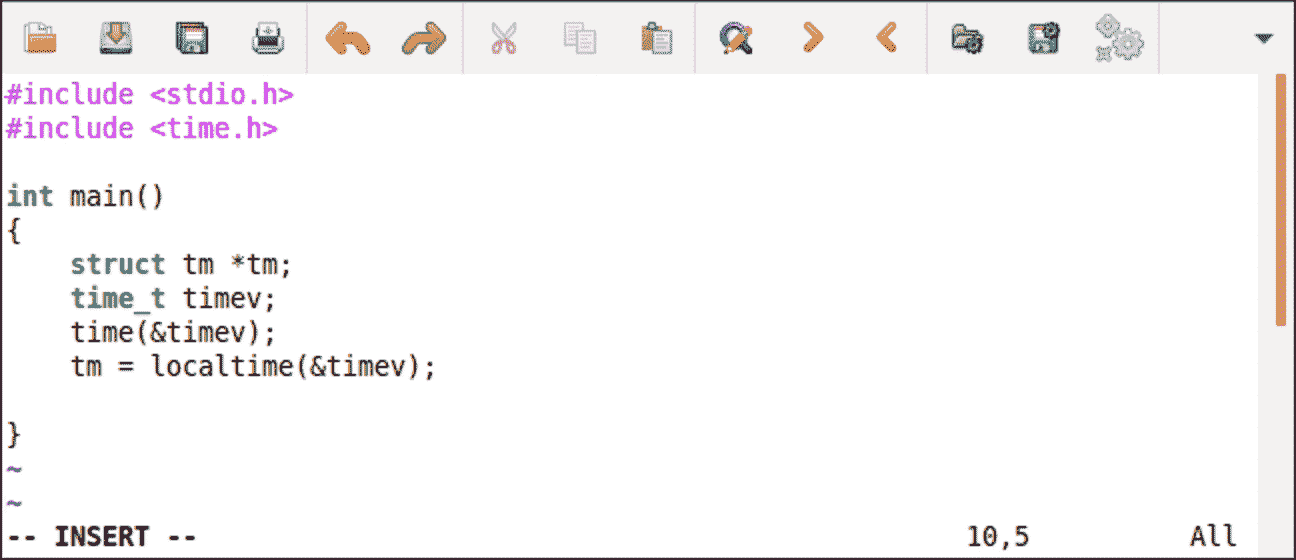 #include <stdio.h>
#include <time.h>

int main()
{
    struct tm *tm;
    time_t timev;
    time(&timev);
    tm = localtime(&timev);

}
~
~
-- INSERT -- 10,5 All